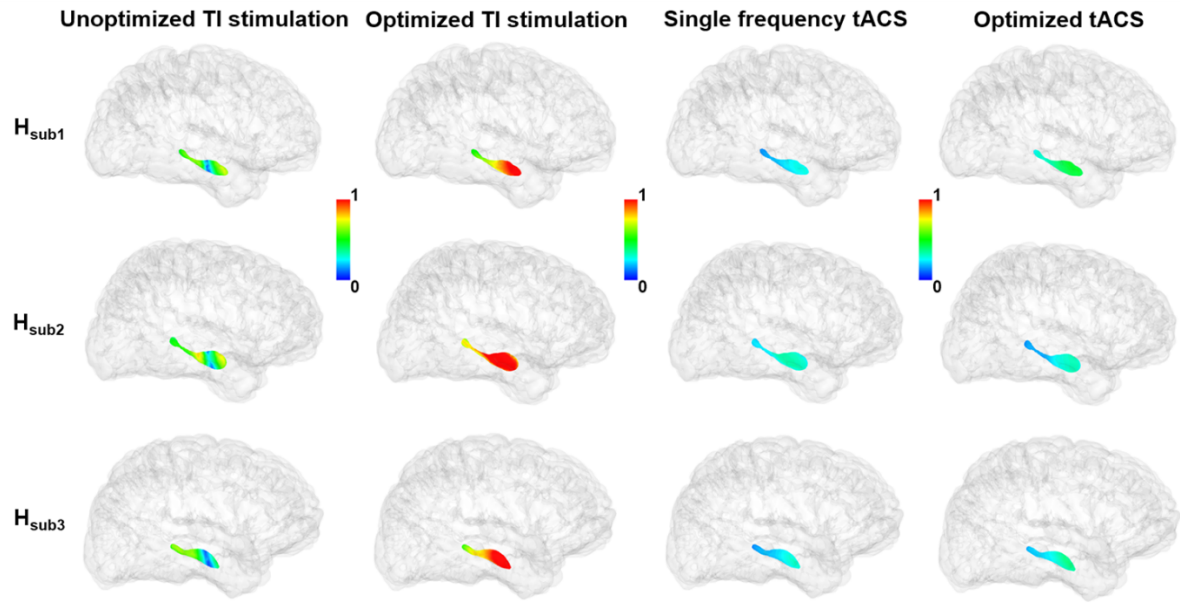 Unoptimized TI stimulation Optimized TI stimulation Single frequency tACS Optimized tACS
Hsub1
1 1 1
0 0 0
Hsub2
Hsub3